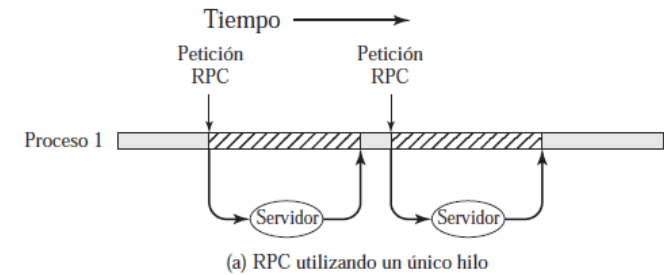 Tiempo
Petición
RPC
Petición
RPC
Proceso 1
Servidor
Servidor
(a) RPC utilizando un único hilo